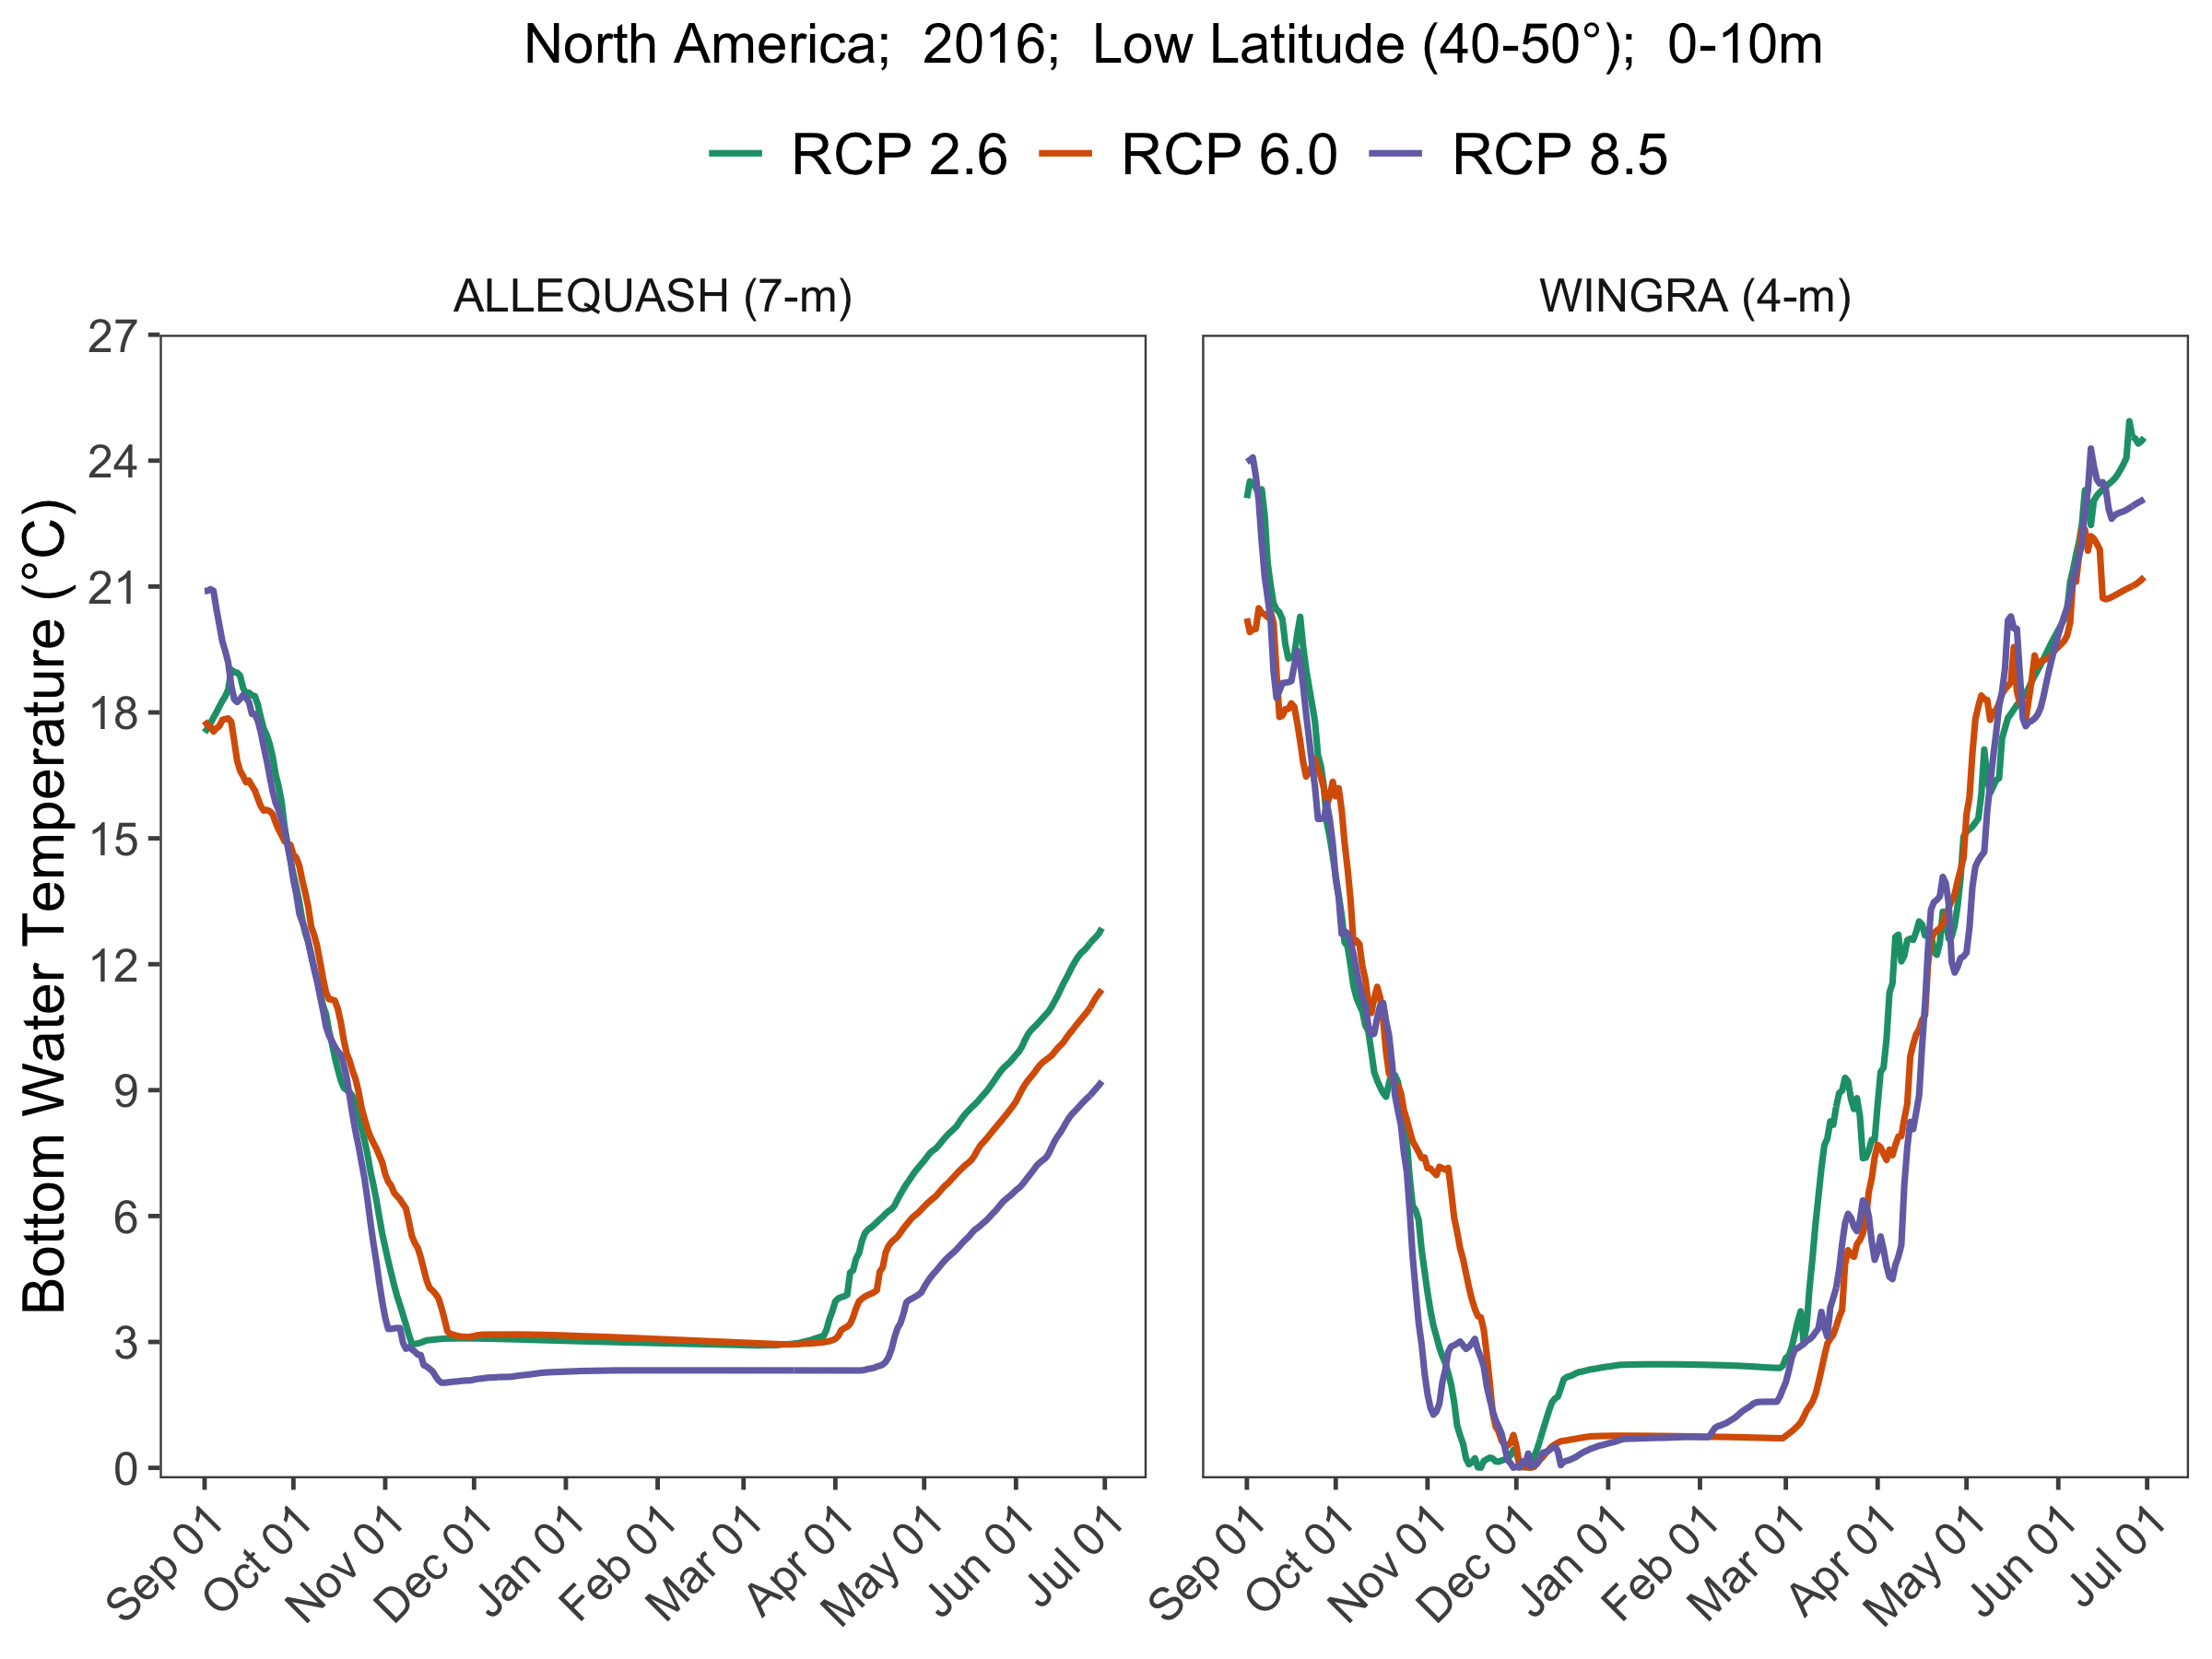 North America;  2016;  Low Latitude (40-50°);  0-10m
RCP 2.6 RCP 6.0 RCP 8.5
ALLEQUASH (7-m) WINGRA (4-m)
Bottom Water Temperature (°C)
27
24
21
18
15
12
9
6
3
0
Sep 01 Oct 01 Nov 01 Dec 01 Jan 01 Feb 01 Mar 01 Apr 01 May 01 Jun 01 Jul 01 Sep 01 Oct 01 Nov 01 Dec 01 Jan 01 Feb 01 Mar 01 Apr 01 May 01 Jun 01 Jul 01